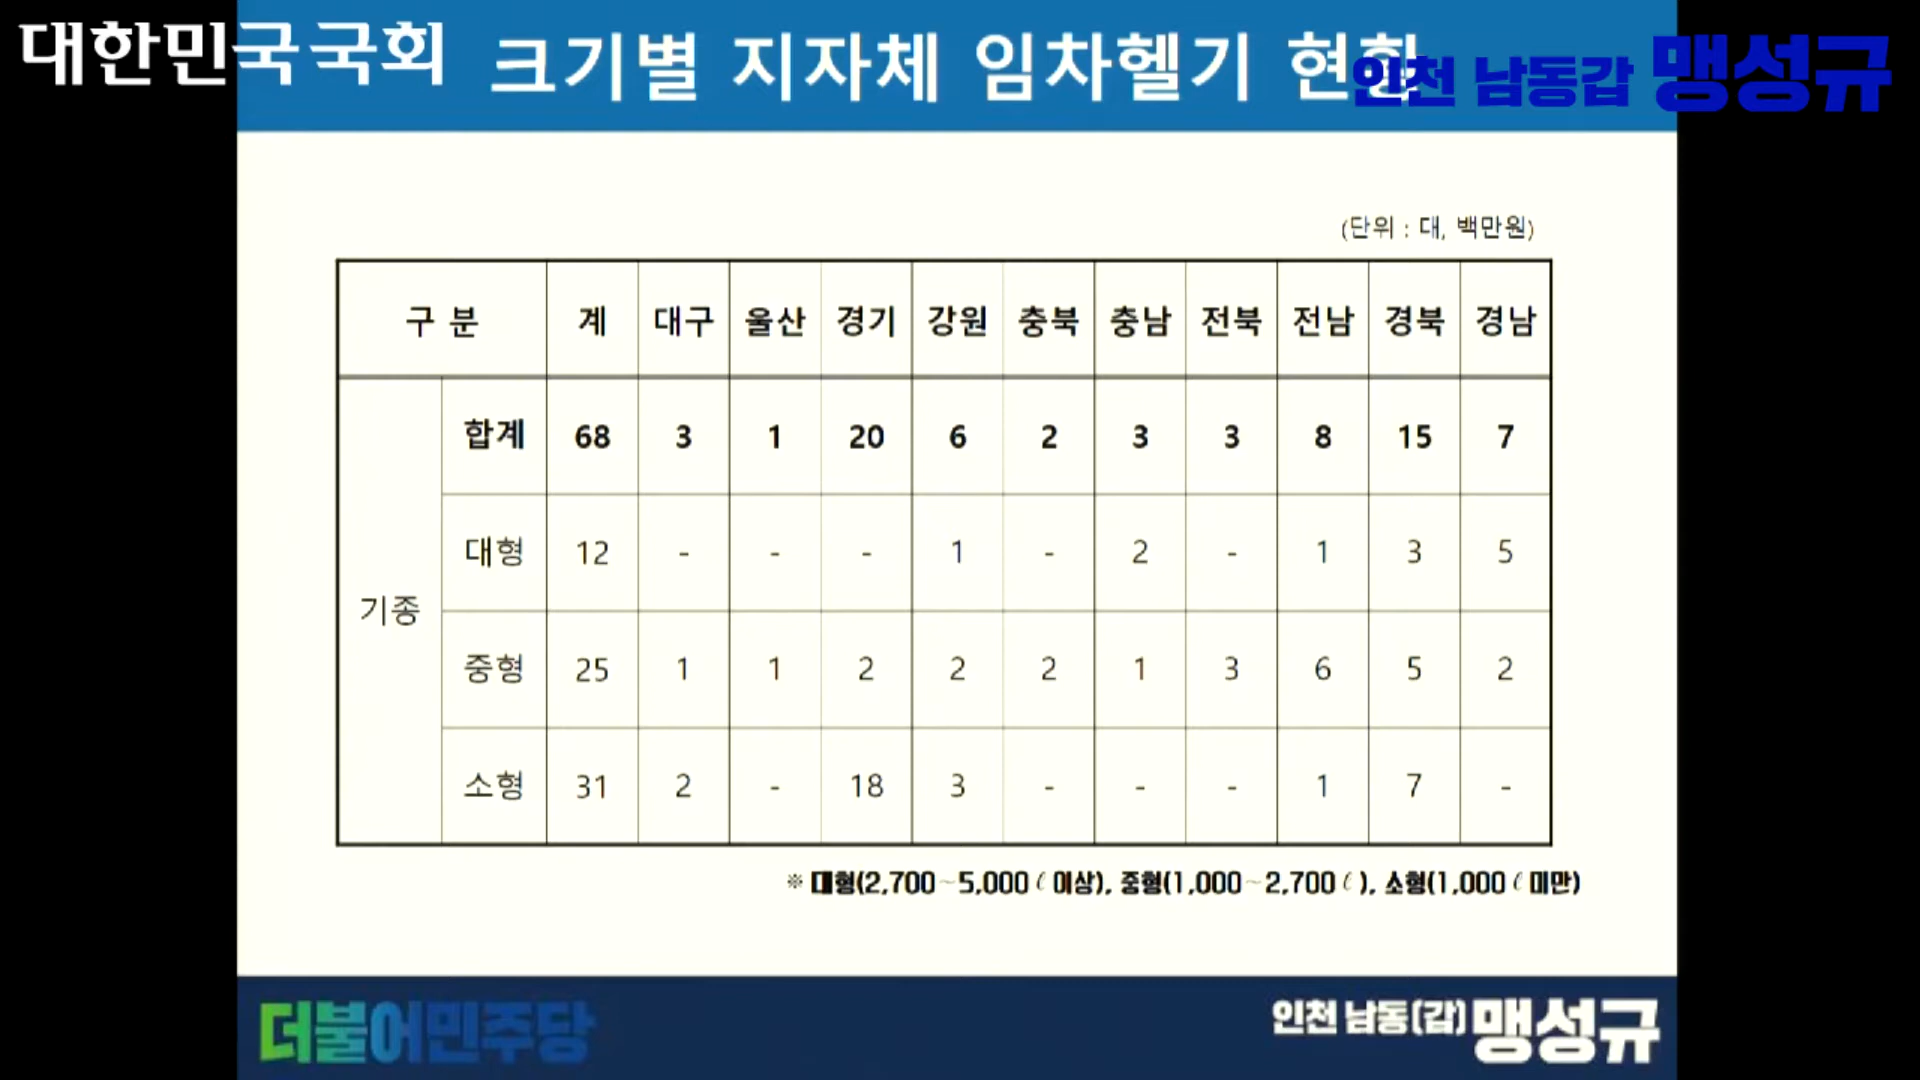 대한민국국회
크기별 지자체 임차헬기 현황
인천 남동갑 맹성규
(단위 : 대, 백만원)
구 분 계 대구 울산 경기 강원 충북 충남 전북 전남 경북 경남
기종
합계 68 3 1 20 6 2 3 3 8 15 7
대형 12 - - - 1 - 2 - 1 3 5
중형 25 1 1 2 2 2 1 3 6 5 2
소형 31 2 - 18 3 - - - 1 7 -
※ 대형(2,700~5,000ℓ 이상), 중형(1,000~2,700ℓ), 소형(1,000ℓ 미만)
더불어민주당
인천 남동(갑) 맹성규